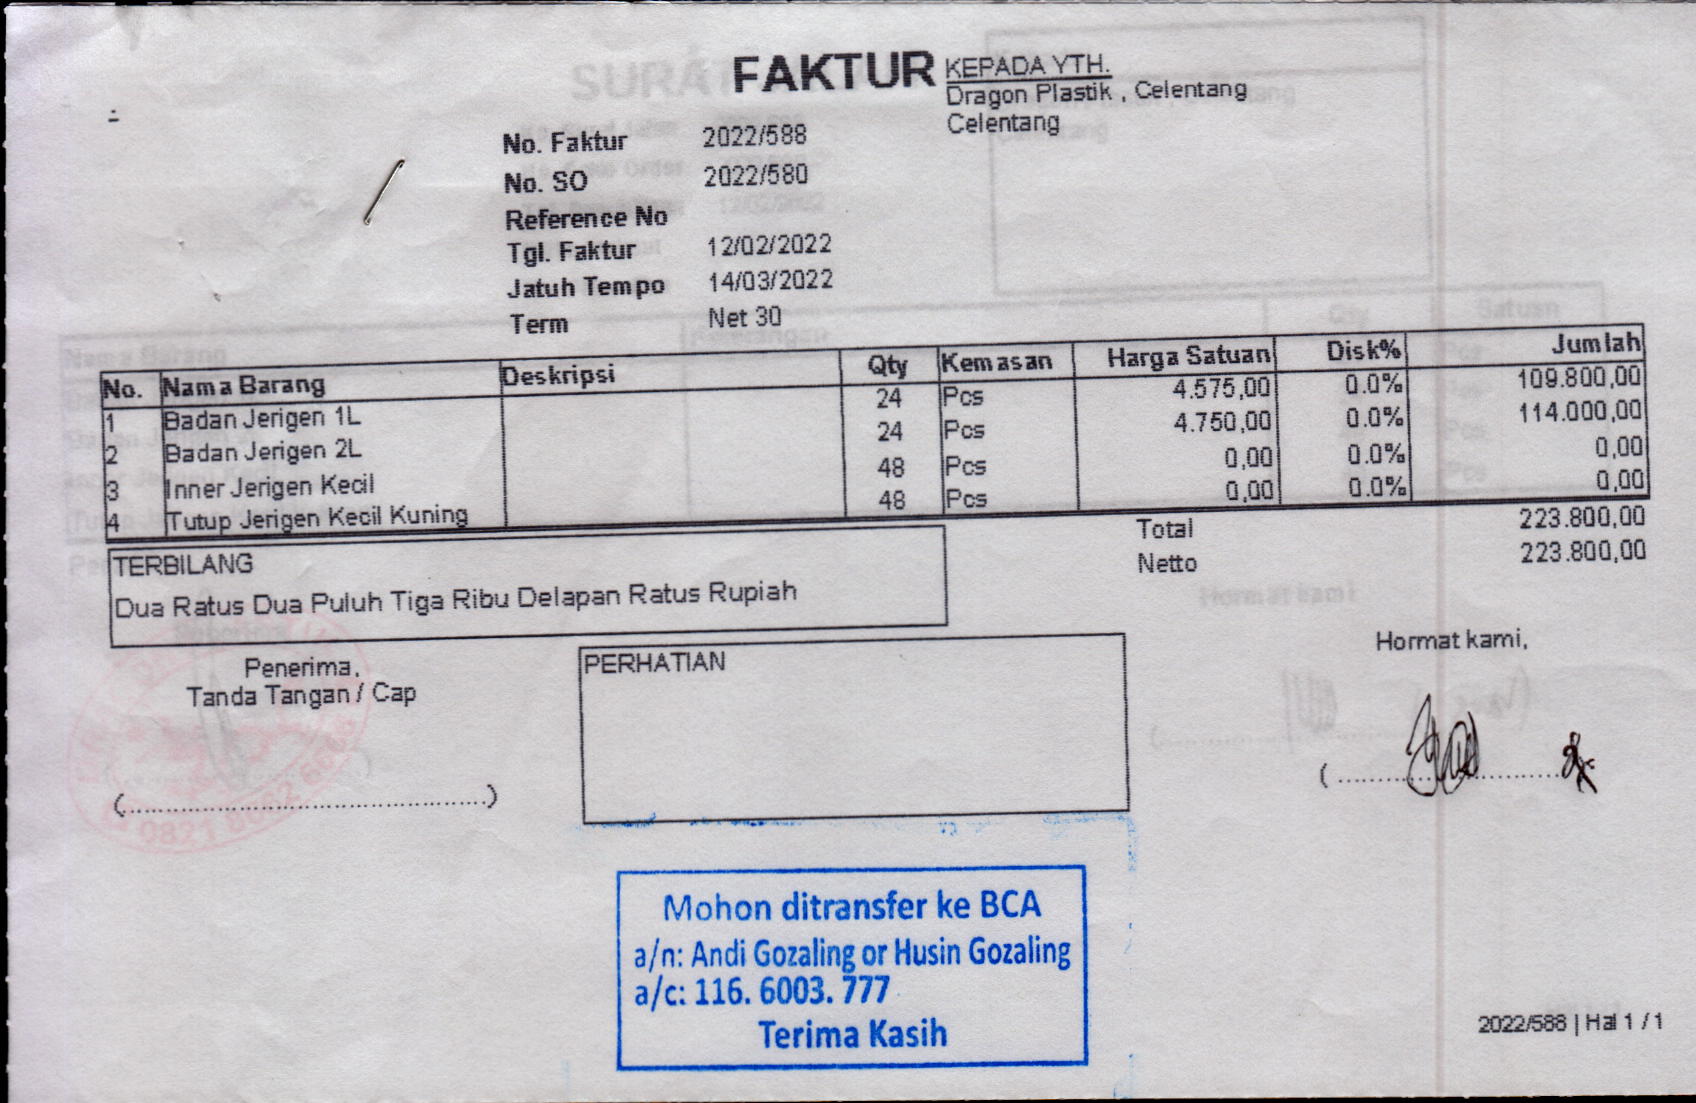 FAKTUR
KEPADA YTH.
Dragon Plastik , Celentang
Celentang
No. Faktur 2022/588
No. SO 2022/580
Reference No
Tgl. Faktur 12/02/2022
Jatuh Tempo 14/03/2022
Term Net 30
No. Nama Barang Deskripsi Qty Kemasan Harga Satuan Disk% Jumlah
1 Badan Jerigen 1L 24 Pcs 4.575,00 0.0% 109.800,00
2 Badan Jerigen 2L 24 Pcs 4.750,00 0.0% 114.000,00
3 Inner Jerigen Kecil 48 Pcs 0,00 0.0% 0,00
4 Tutup Jerigen Kecil Kuning 48 Pcs 0,00 0.0% 0,00
Total 223.800,00
Netto 223.800,00
TERBILANG
Dua Ratus Dua Puluh Tiga Ribu Delapan Ratus Rupiah
Penerima,
Tanda Tangan / Cap
(..........................................)
PERHATIAN
Hormat kami,
Mohon ditransfer ke BCA
a/n: Andi Gozaling or Husin Gozaling
a/c: 116. 6003. 777
Terima Kasih
2022/588 | Hal 1 / 1